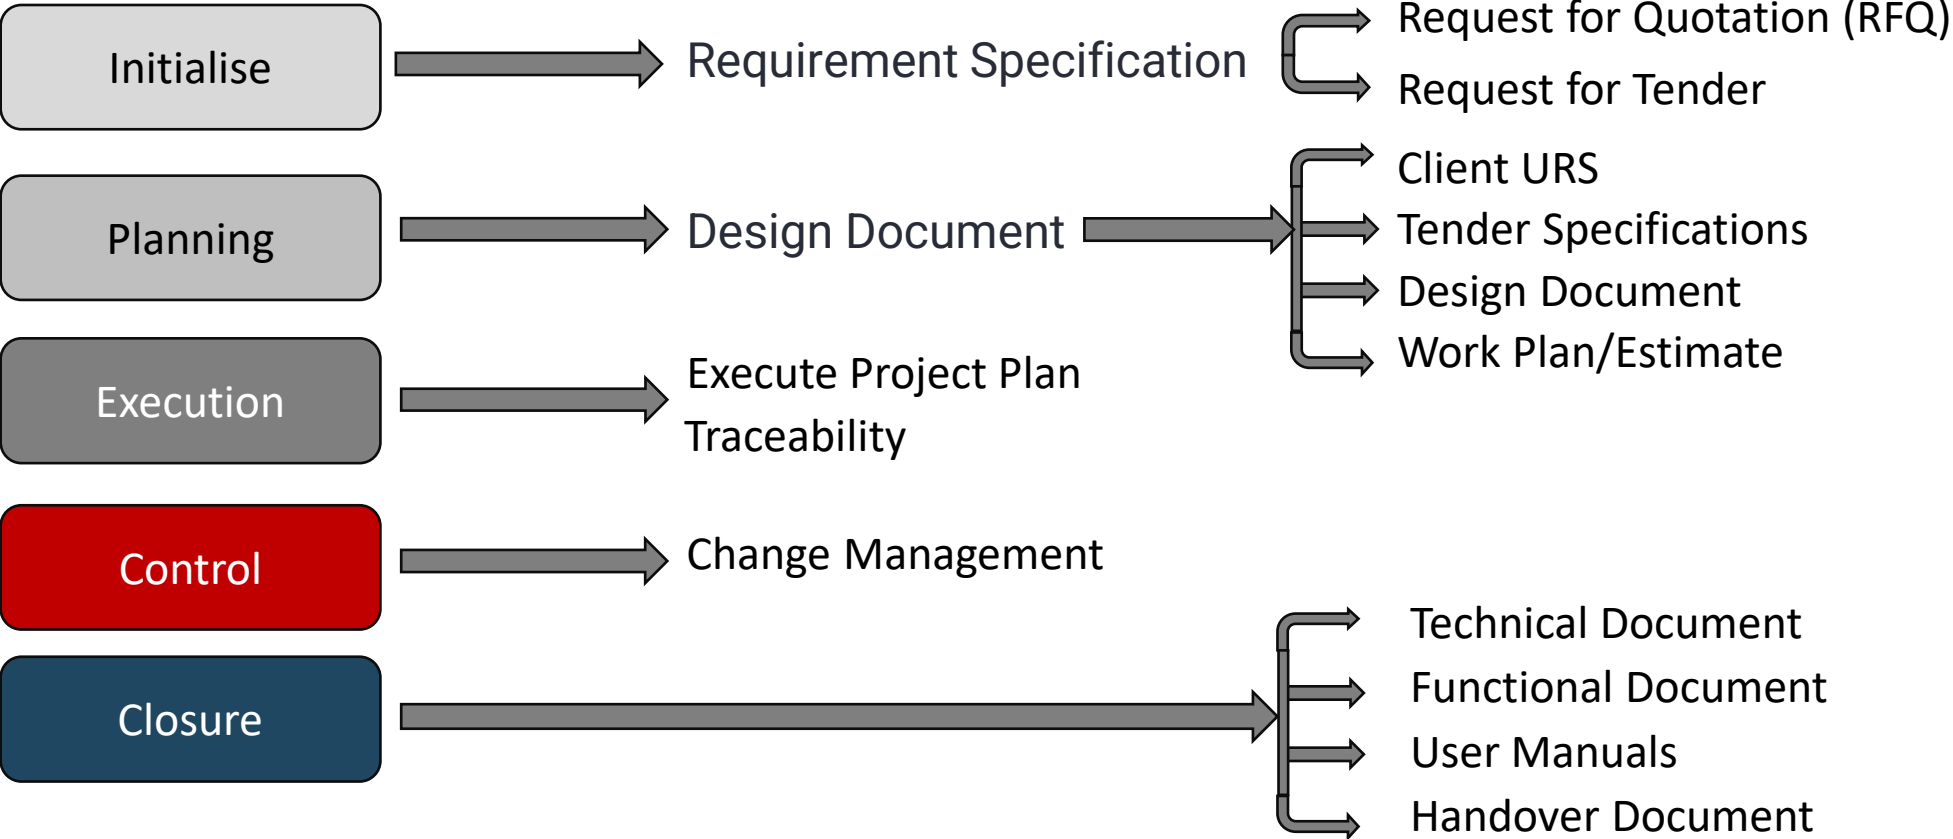 Initialise
Requirement Specification
Request for Quotation (RFQ)
Request for Tender
Planning
Design Document
Client URS
Tender Specifications
Design Document
Work Plan/Estimate
Execution
Execute Project Plan
Traceability
Control
Change Management
Closure
Technical Document
Functional Document
User Manuals
Handover Document